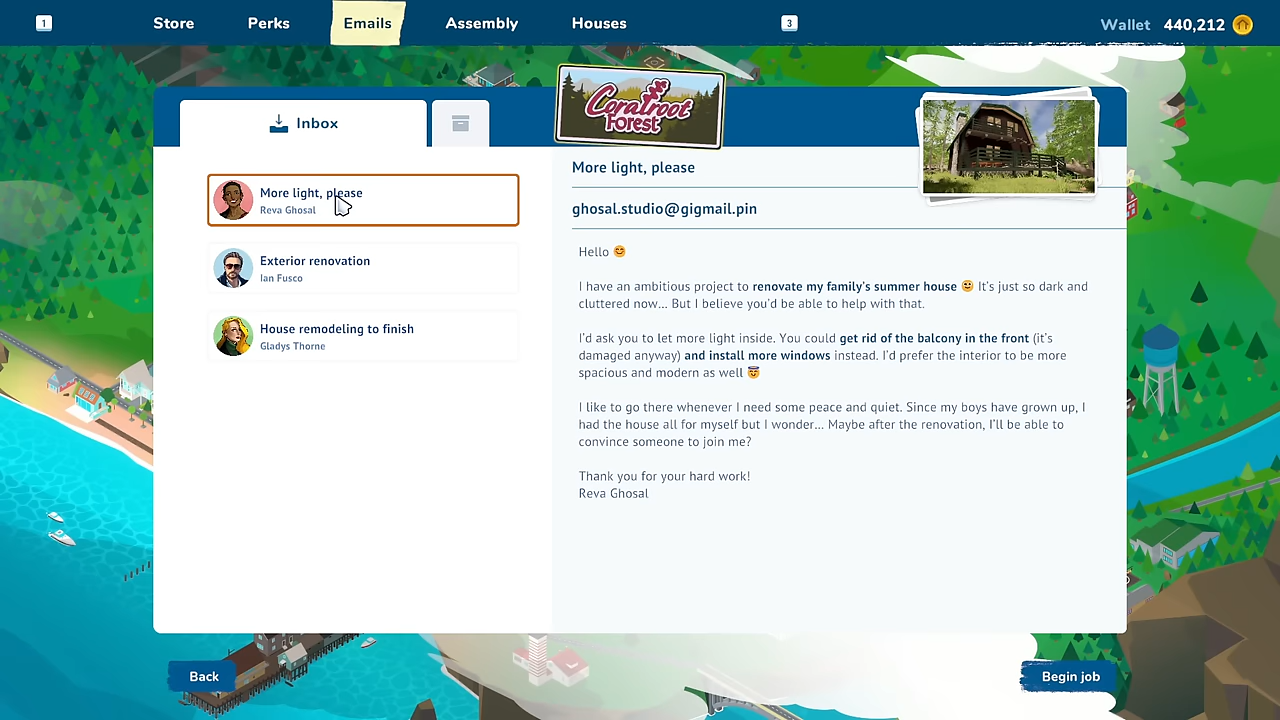 1 Store Perks Emails Assembly Houses 3 Wallet 440,212
Inbox
Coralroot
Forest
More light, please
Reva Ghosal
Exterior renovation
Ian Fusco
House remodeling to finish
Gladys Thorne
More light, please
ghosal.studio@gigmail.pin
Hello 😊
I have an ambitious project to renovate my family's summer house 😊 It's just so dark and
cluttered now... But I believe you'd be able to help with that.
I'd ask you to let more light inside. You could get rid of the balcony in the front (it's
damaged anyway) and install more windows instead. I'd prefer the interior to be more
spacious and modern as well 😇
I like to go there whenever I need some peace and quiet. Since my boys have grown up, I
had the house all for myself but I wonder... Maybe after the renovation, I'll be able to
convince someone to join me?
Thank you for your hard work!
Reva Ghosal
Back
Begin job